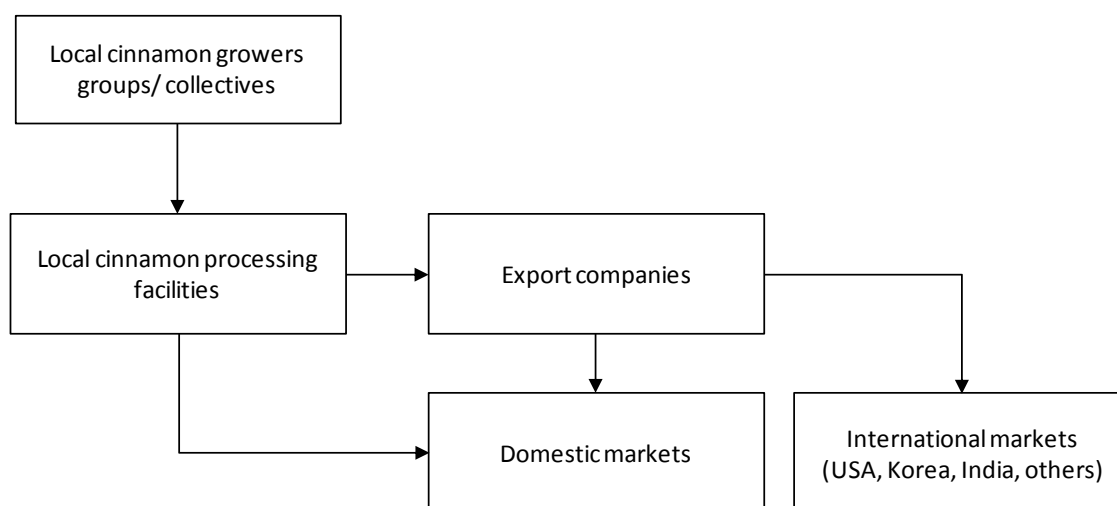 Local cinnamon growers
groups/ collectives
Local cinnamon processing
facilities
Export companies
Domestic markets
International markets
(USA, Korea, India, others)